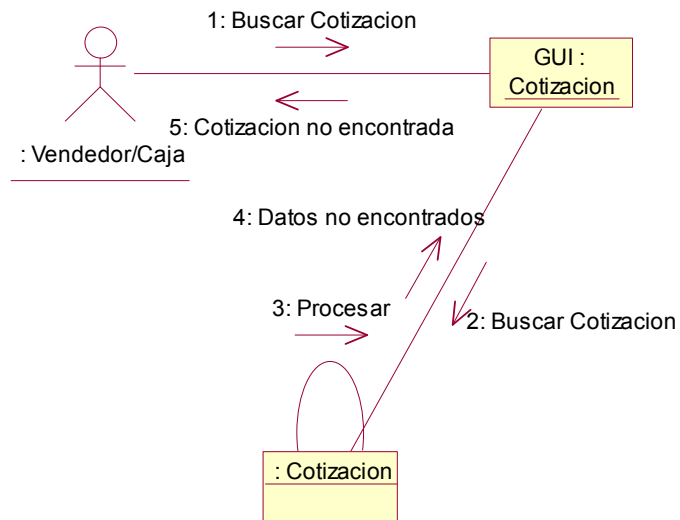 1: Buscar Cotizacion
GUI :
Cotizacion
5: Cotizacion no encontrada
: Vendedor/Caja
4: Datos no encontrados
3: Procesar
2: Buscar Cotizacion
: Cotizacion